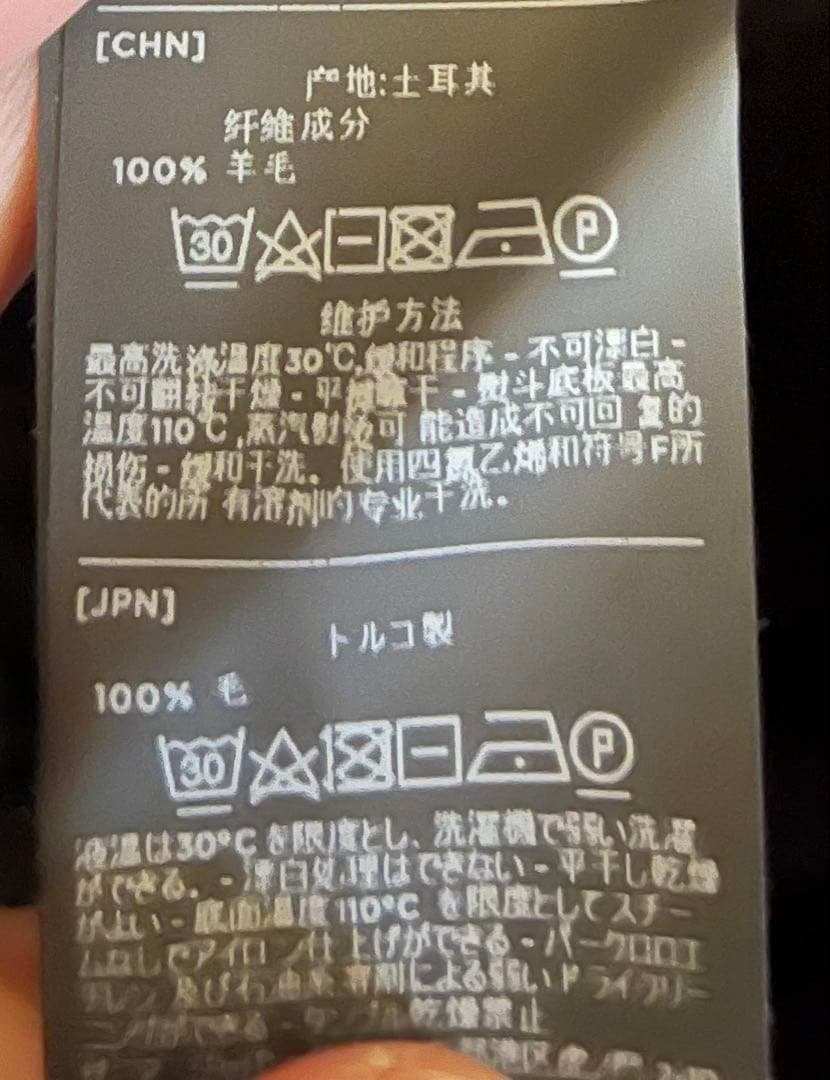 [CHN]
产地:土耳其
纤维成分
100% 羊毛
30 P
维护方法
最高洗涤温度30℃,缓和程序 - 不可漂白 -
不可翻转干燥 - 平摊晾干 - 熨斗底板最高
温度110℃,蒸汽熨烫可 能造成不可回 复的
损伤 - 缓和干洗. 使用四氯乙烯和符号F所
代表的所 有溶剂的专业干洗。
[JPN]
トルコ製
100% 毛
30 P
液温は30°Cを限度とし、洗濯機で弱い洗濯
ができる. - 漂白処理はできない - 平干し乾燥
がよい - 底面温度110°C を限度としてスチー
ムなしでアイロン仕上げができる - パークロロエ
チレン及び石油系溶剤による弱いドライクリー
ニングができる - タンブル乾燥禁止